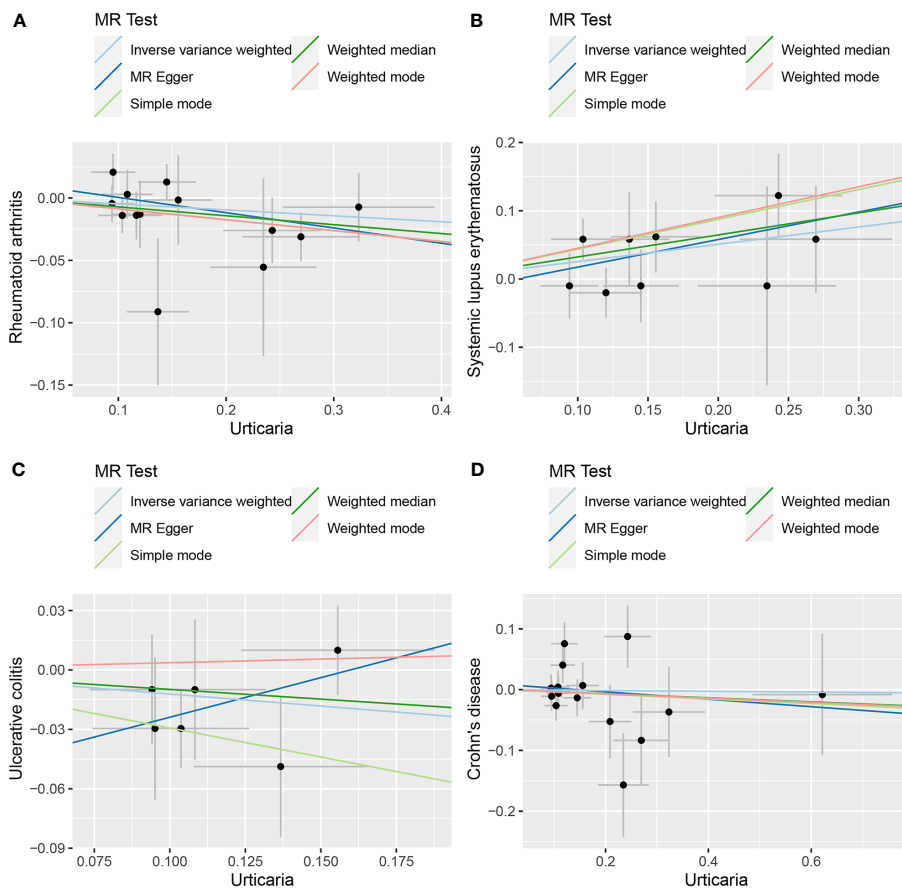 A
MR Test
Inverse variance weighted
Weighted median
MR Egger
Weighted mode
Simple mode
0.00
−0.05
−0.10
−0.15
Rheumatoid arthritis
0.1
0.2
0.3
0.4
Urticaria
B
MR Test
Inverse variance weighted
Weighted median
MR Egger
Weighted mode
Simple mode
0.2
0.1
0.0
−0.1
Systemic lupus erythematosus
0.10
0.15
0.20
0.25
0.30
Urticaria
C
MR Test
Inverse variance weighted
Weighted median
MR Egger
Weighted mode
Simple mode
0.03
0.00
−0.03
−0.06
−0.09
Ulcerative colitis
0.075
0.100
0.125
0.150
0.175
Urticaria
D
MR Test
Inverse variance weighted
Weighted median
MR Egger
Weighted mode
Simple mode
0.1
0.0
−0.1
−0.2
Crohn's disease
0.2
0.4
0.6
Urticaria